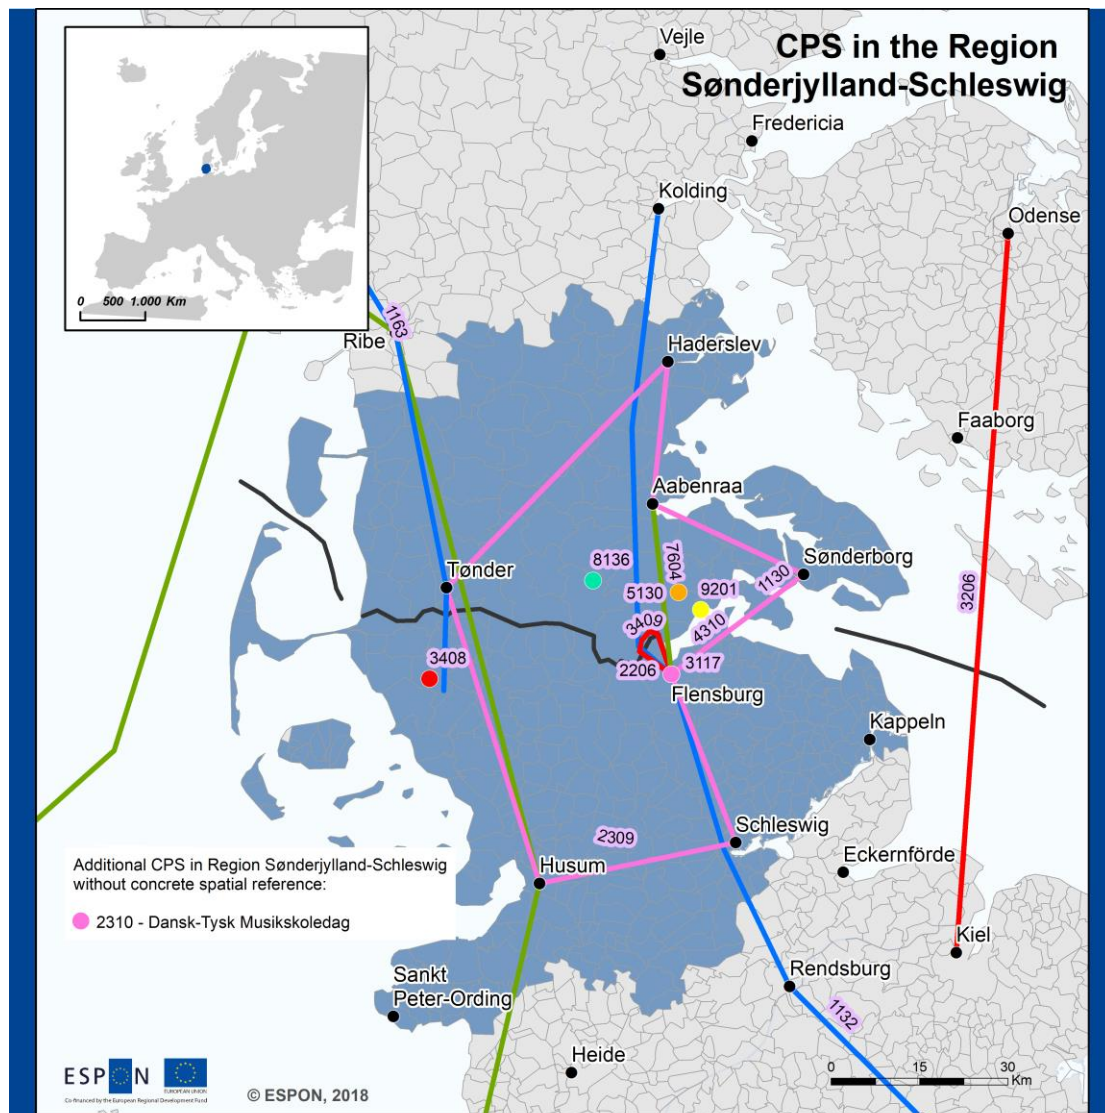 CPS in the Region
Sønderjylland-Schleswig
0 500 1.000 Km
Vejle
Fredericia
Kolding
Odense
1163
Ribe
Haderslev
Faaborg
Aabenraa
8136
7604
Sønderborg
Tønder
5130
9201
1130
3206
3409
4310
3408
2206
3117
Flensburg
Kappeln
Schleswig
2309
Eckernförde
Husum
Additional CPS in Region Sønderjylland-Schleswig
without concrete spatial reference:
2310 - Dansk-Tysk Musikskoledag
Kiel
Rendsburg
Sankt
Peter-Ording
1132
Heide
0 15 30
Km
ESPON
EUROPEAN UNION
Co-financed by the European Regional Development Fund
© ESPON, 2018